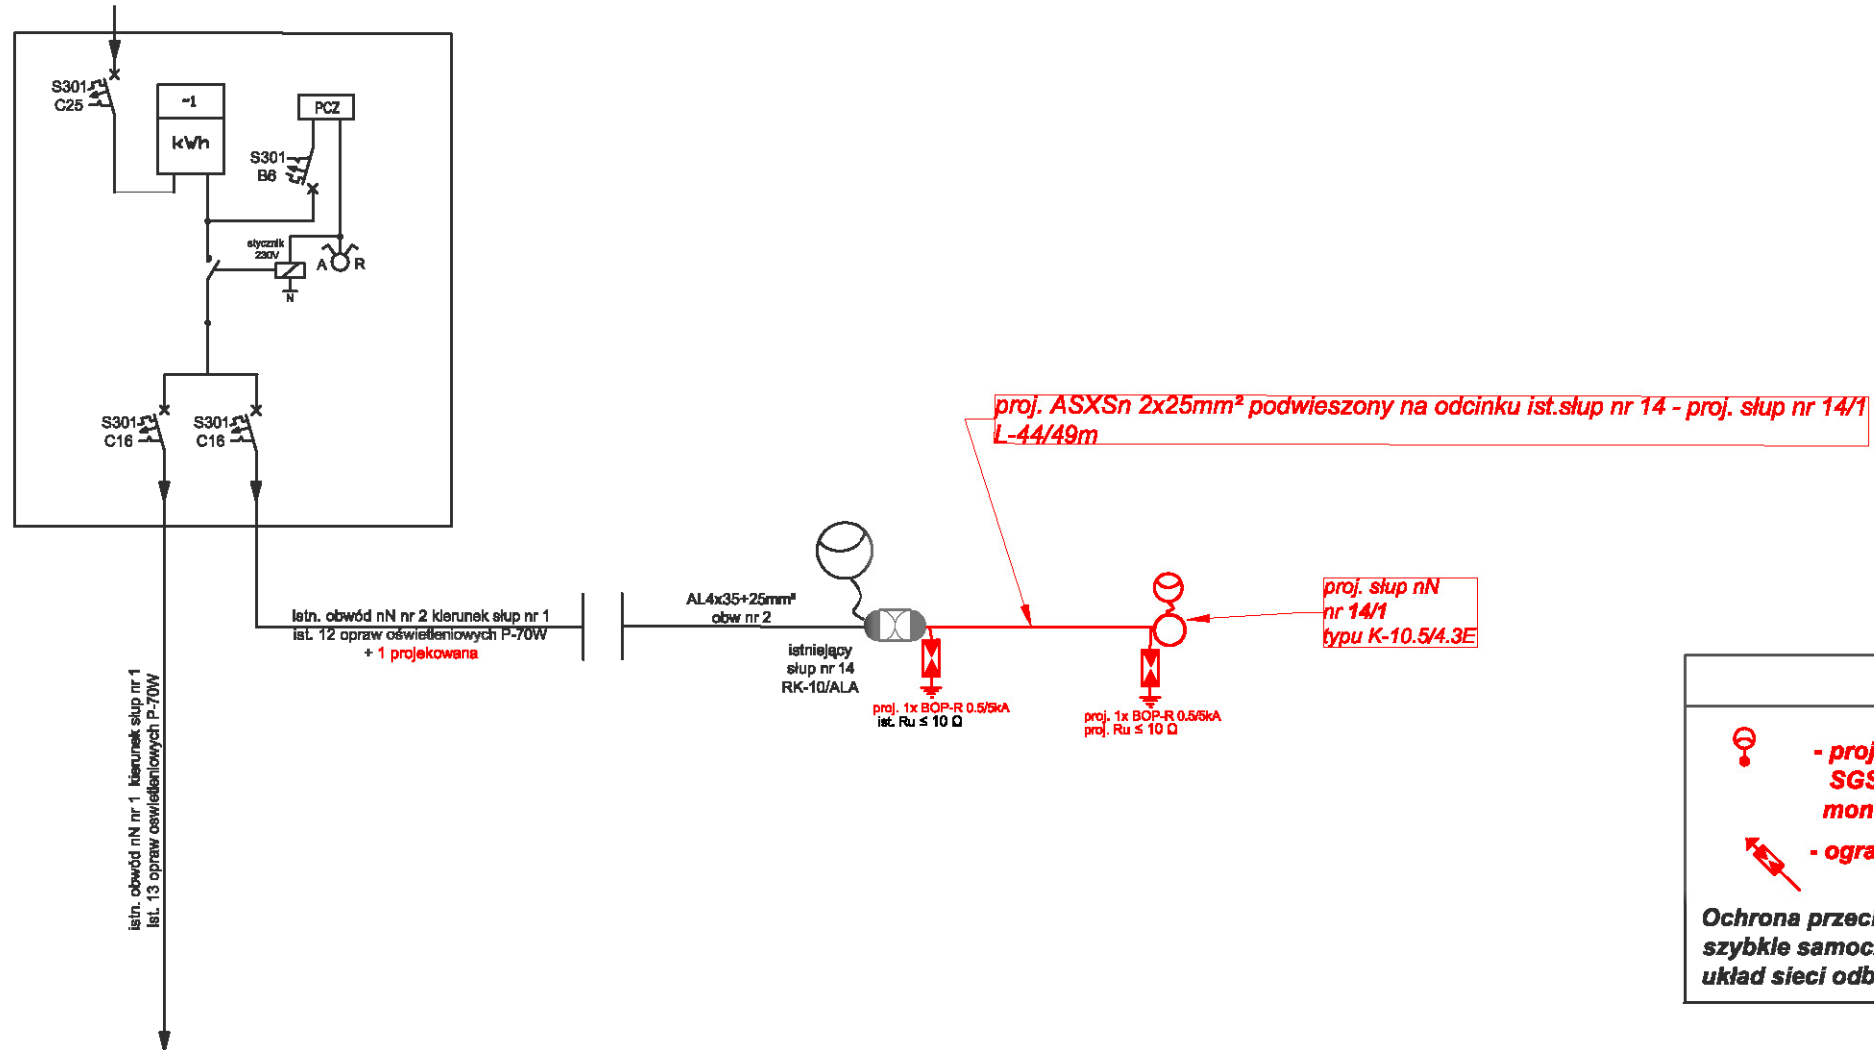 S301
C25
~1
kWh
PCZ
S301
B6
stycznik
230V
A
R
N
S301
C16
S301
C16
proj. ASXSn 2x25mm² podwieszony na odcinku ist.słup nr 14 - proj. słup nr 14/1
L-44/49m
istn. obwód nN nr 2 kierunek słup nr 1
ist. 12 opraw oświetleniowych P-70W
+ 1 projekowana
AL4x35+25mm²
obw nr 2
istniejący
słup nr 14
RK-10/ALA
proj. 1x BOP-R 0.5/5kA
ist. Ru ≤ 10 Ω
proj. 1x BOP-R 0.5/5kA
proj. Ru ≤ 10 Ω
proj. słup nN
nr 14/1
typu K-10.5/4.3E
istn. obwód nN nr 1 kierunek słup nr 1
ist. 13 opraw oswietleniowych P-70W
- proj
SGS
mon
- ogra
Ochrona przeci
szybkie samoc
układ sieci odb